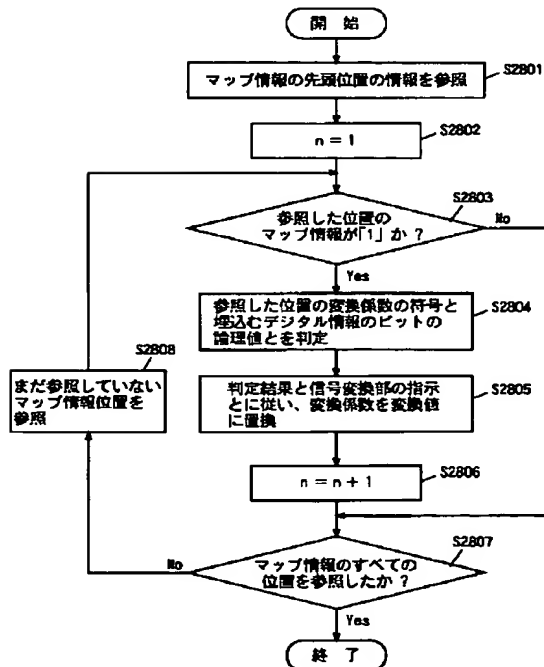 開 始
マップ情報の先頭位置の情報を参照
S2801
n = 1
S2802
参照した位置の
マップ情報が「1」か ?
S2803
No
Yes
参照した位置の変換係数の符号と
埋込むデジタル情報のビットの
論理値とを判定
S2804
S2808
まだ参照していない
マップ情報位置を
参照
判定結果と信号変換部の指示
とに従い、変換係数を変換値
に置換
S2805
n = n + 1
S2806
マップ情報のすべての
位置を参照したか ?
S2807
No
Yes
終 了